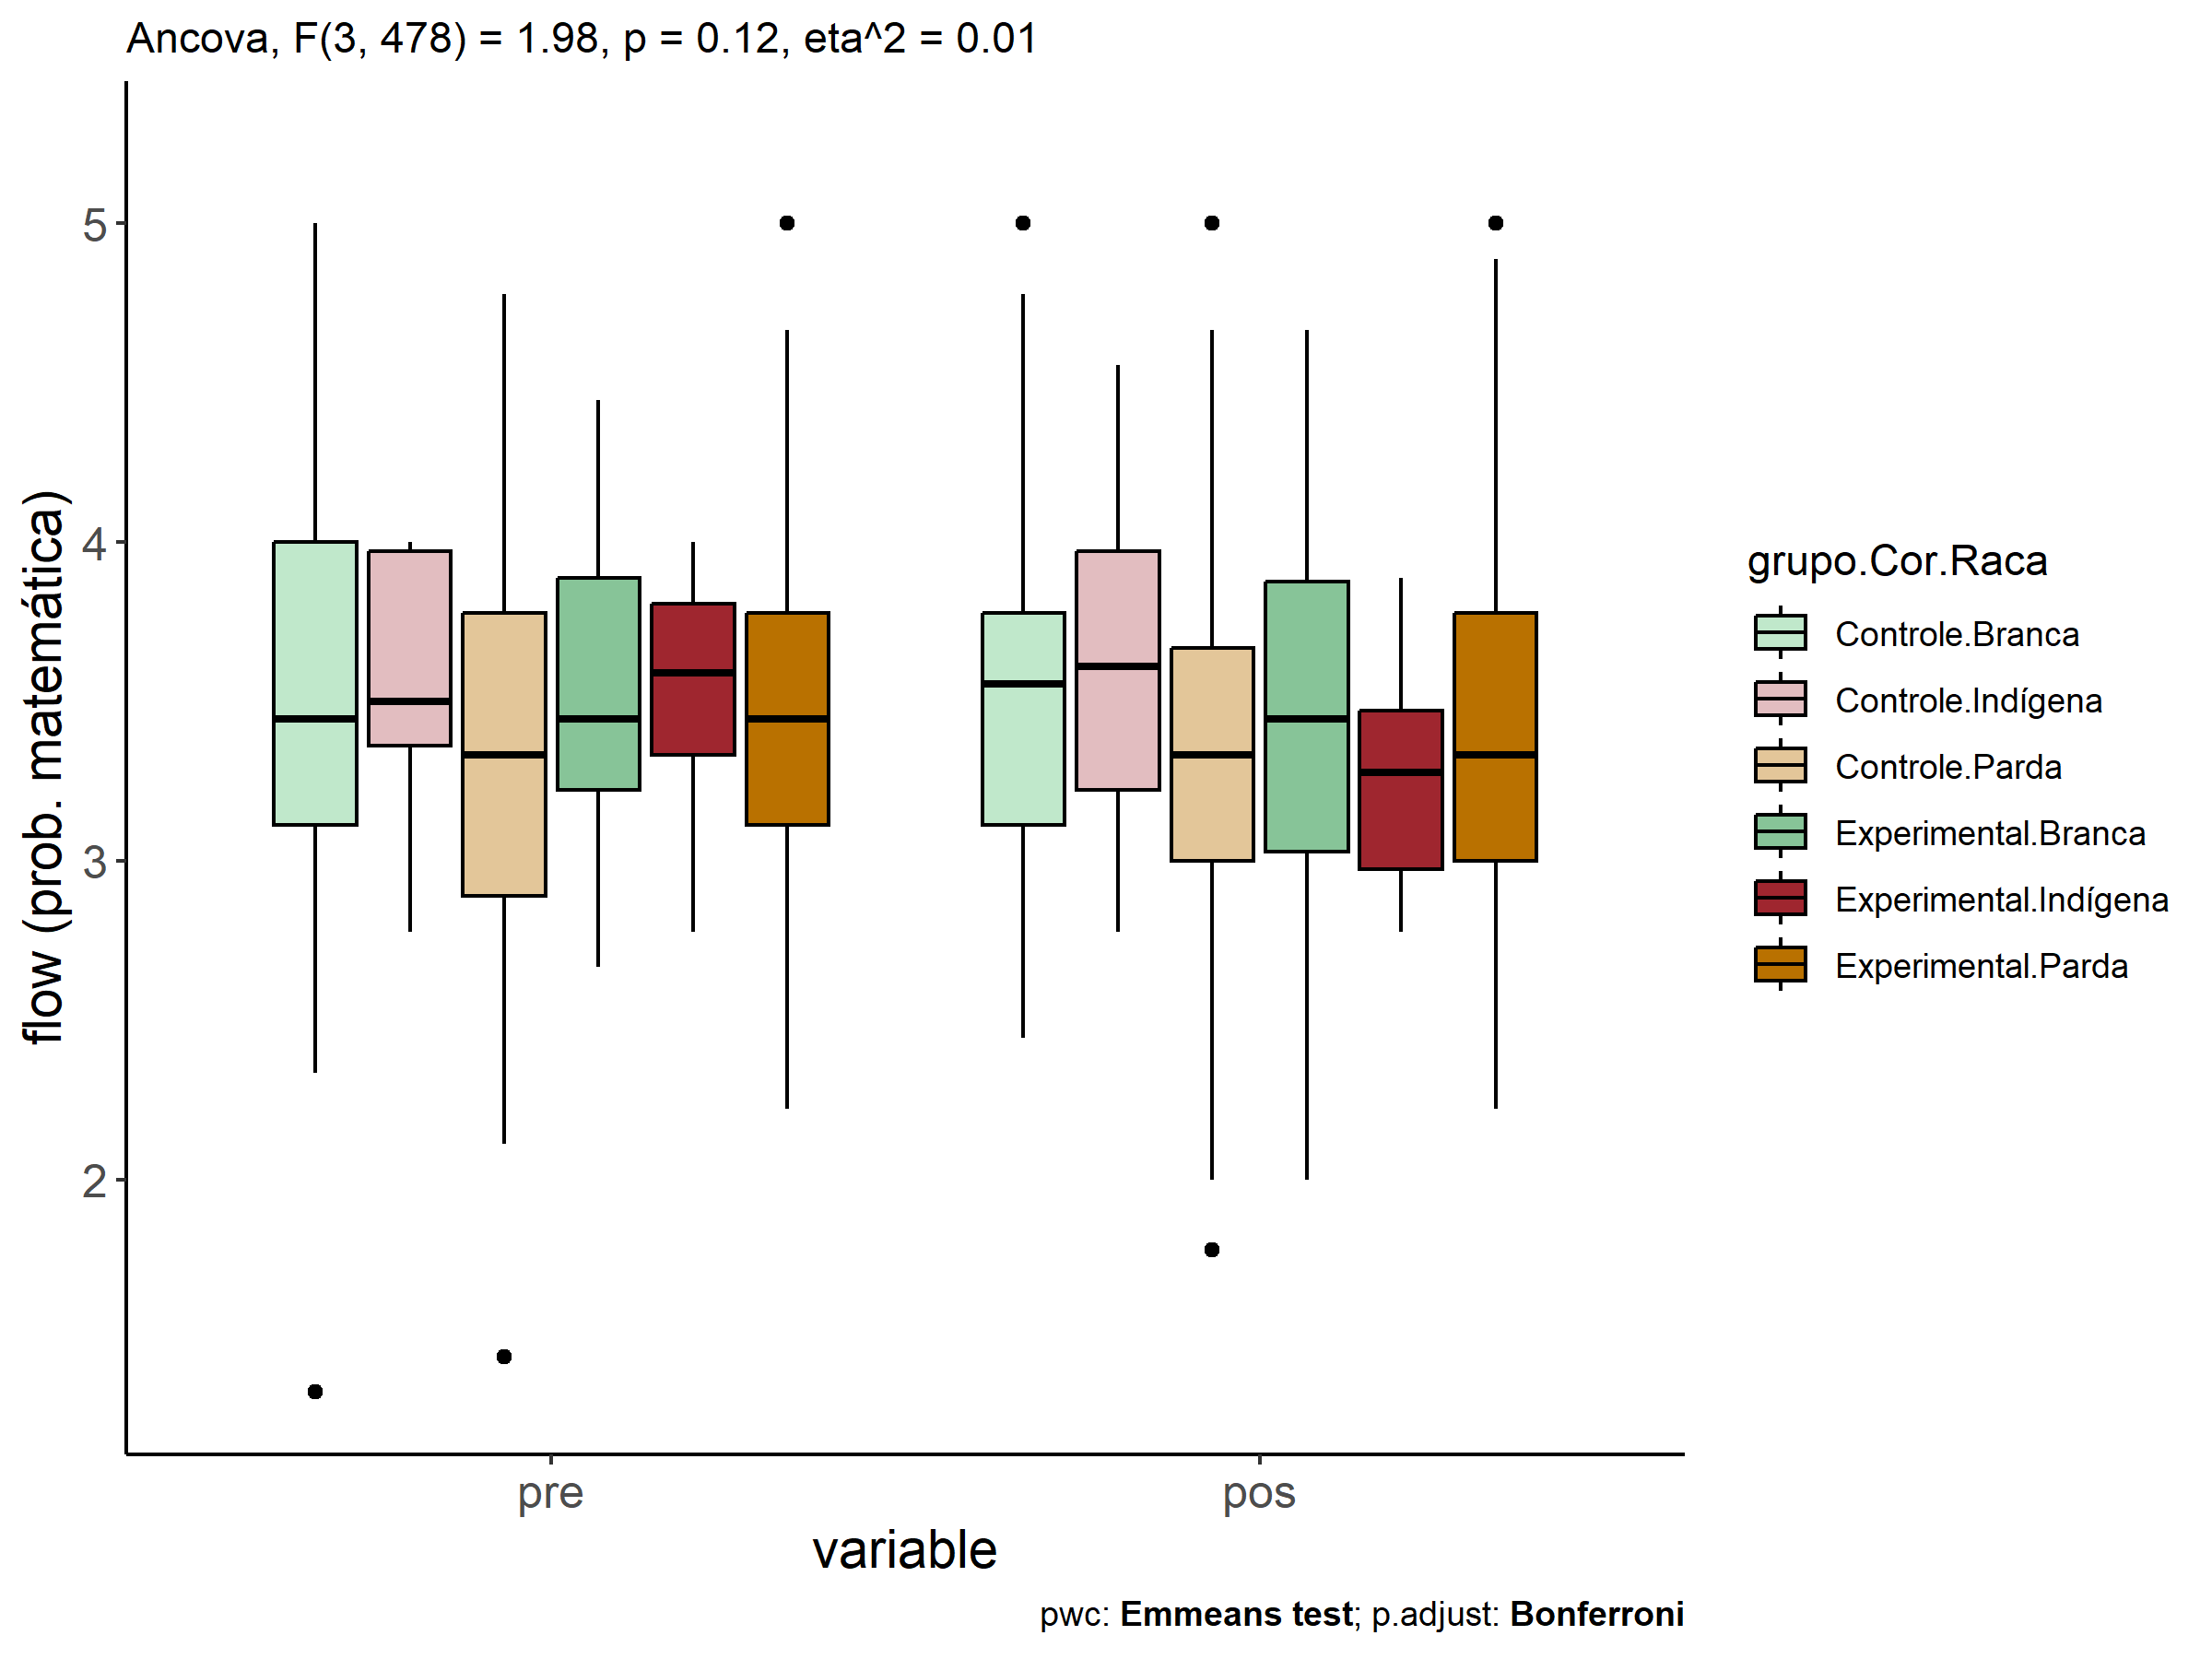 Ancova, F(3, 478) = 1.98, p = 0.12, eta^2 = 0.01
flow (prob. matemática)
5
4
3
2
pre
pos
variable
grupo.Cor.Raca
Controle.Branca
Controle.Indígena
Controle.Parda
Experimental.Branca
Experimental.Indígena
Experimental.Parda
pwc: Emmeans test; p.adjust: Bonferroni